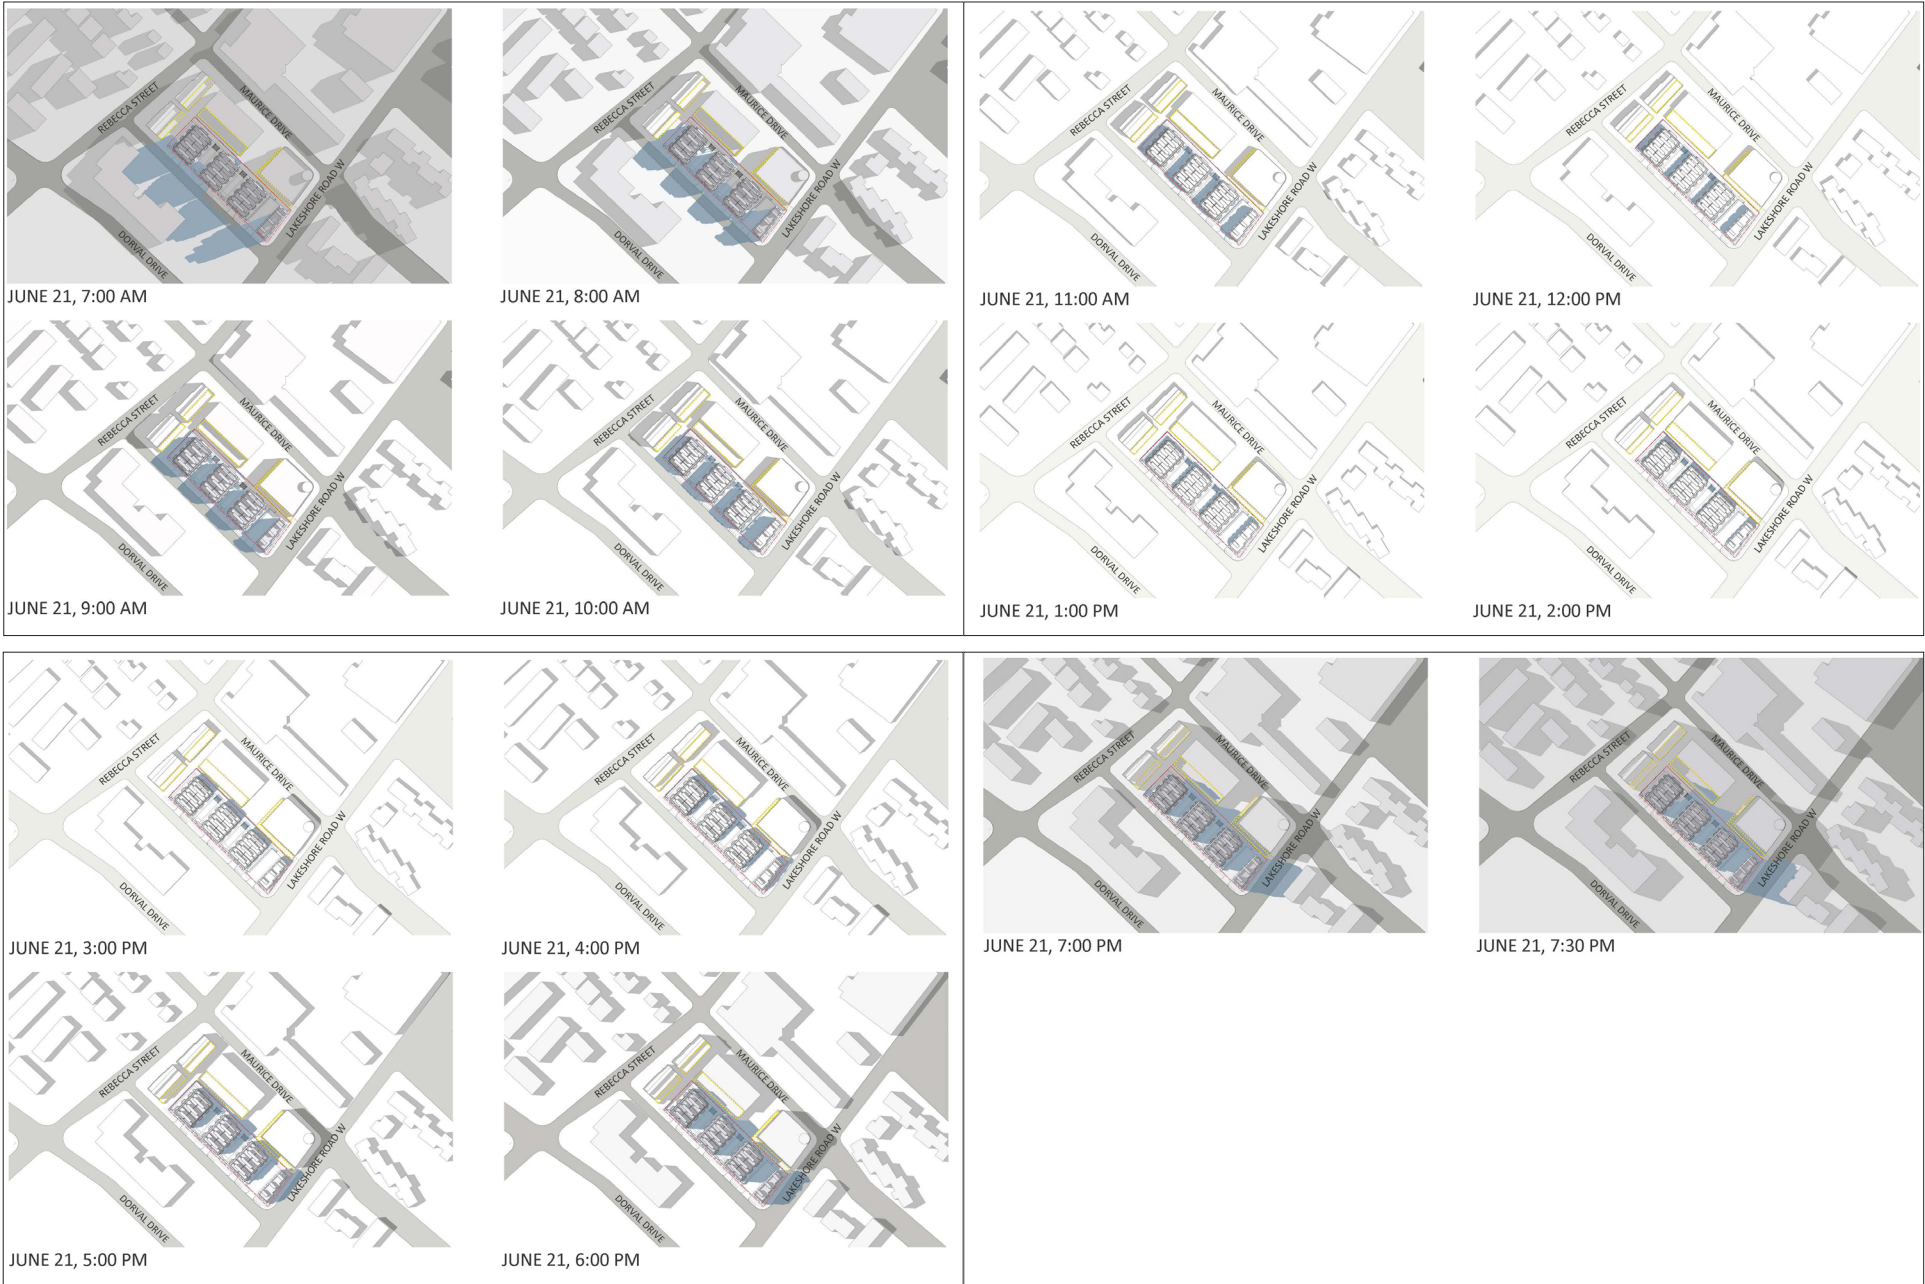 REBECCA STREET
MAURICE DRIVE
LAKESHORE ROAD W
DORVAL DRIVE
JUNE 21, 7:00 AM
REBECCA STREET
MAURICE DRIVE
LAKESHORE ROAD W
DORVAL DRIVE
JUNE 21, 8:00 AM
REBECCA STREET
MAURICE DRIVE
LAKESHORE ROAD W
DORVAL DRIVE
JUNE 21, 9:00 AM
REBECCA STREET
MAURICE DRIVE
LAKESHORE ROAD W
DORVAL DRIVE
JUNE 21, 10:00 AM
REBECCA STREET
MAURICE DRIVE
LAKESHORE ROAD W
DORVAL DRIVE
JUNE 21, 11:00 AM
REBECCA STREET
MAURICE DRIVE
LAKESHORE ROAD W
DORVAL DRIVE
JUNE 21, 12:00 PM
REBECCA STREET
MAURICE DRIVE
LAKESHORE ROAD W
DORVAL DRIVE
JUNE 21, 1:00 PM
REBECCA STREET
MAURICE DRIVE
LAKESHORE ROAD W
DORVAL DRIVE
JUNE 21, 2:00 PM
REBECCA STREET
MAURICE DRIVE
LAKESHORE ROAD W
DORVAL DRIVE
JUNE 21, 3:00 PM
REBECCA STREET
MAURICE DRIVE
LAKESHORE ROAD W
DORVAL DRIVE
JUNE 21, 4:00 PM
REBECCA STREET
MAURICE DRIVE
LAKESHORE ROAD W
DORVAL DRIVE
JUNE 21, 5:00 PM
REBECCA STREET
MAURICE DRIVE
LAKESHORE ROAD W
DORVAL DRIVE
JUNE 21, 6:00 PM
REBECCA STREET
MAURICE DRIVE
LAKESHORE ROAD W
DORVAL DRIVE
JUNE 21, 7:00 PM
REBECCA STREET
MAURICE DRIVE
LAKESHORE ROAD W
DORVAL DRIVE
JUNE 21, 7:30 PM